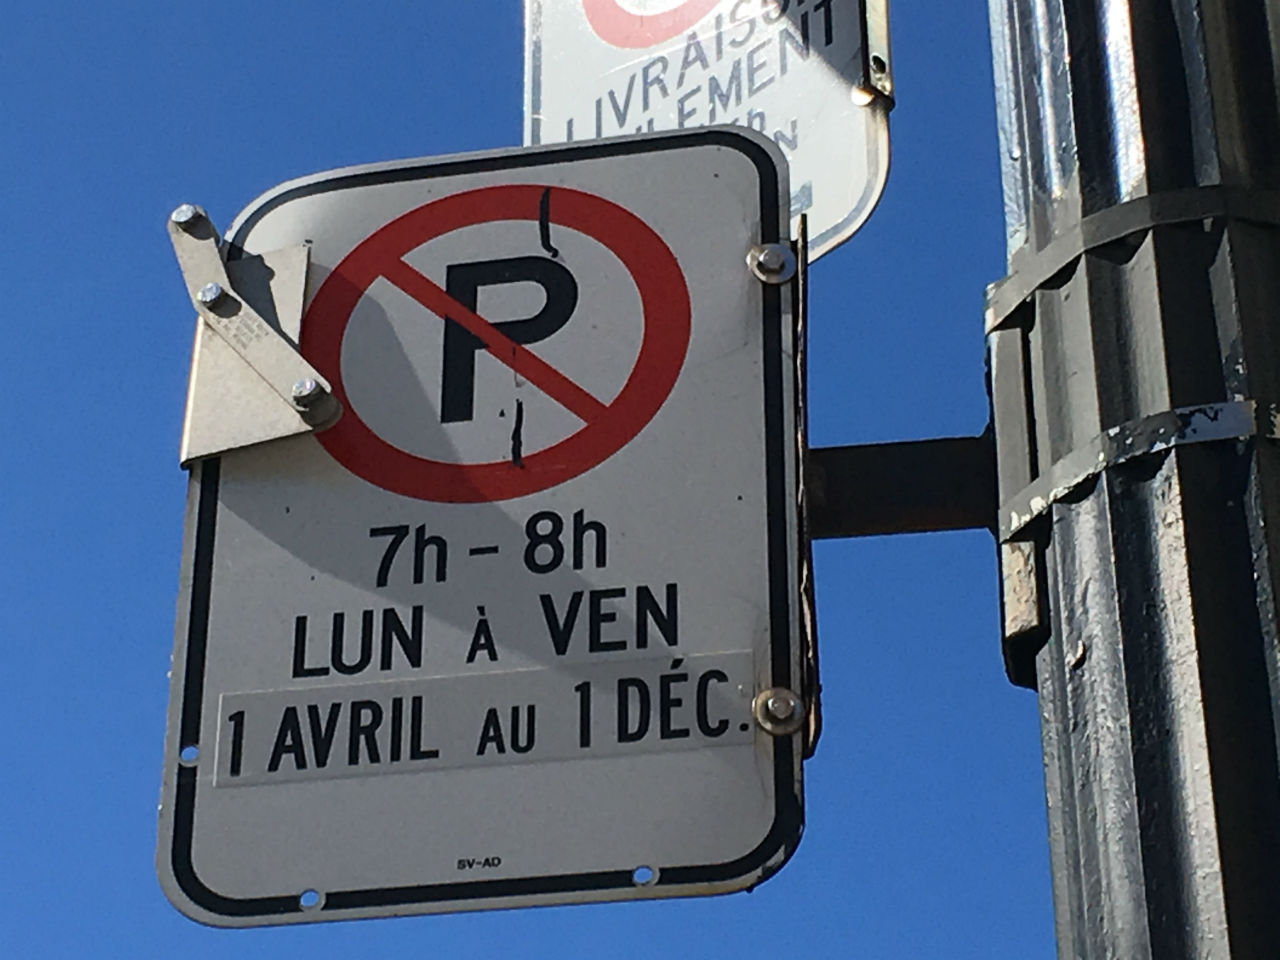 LIVRAISON
SEULEMENT
P
7h – 8h
LUN À VEN
1 AVRIL AU 1 DÉC.
SV-AD